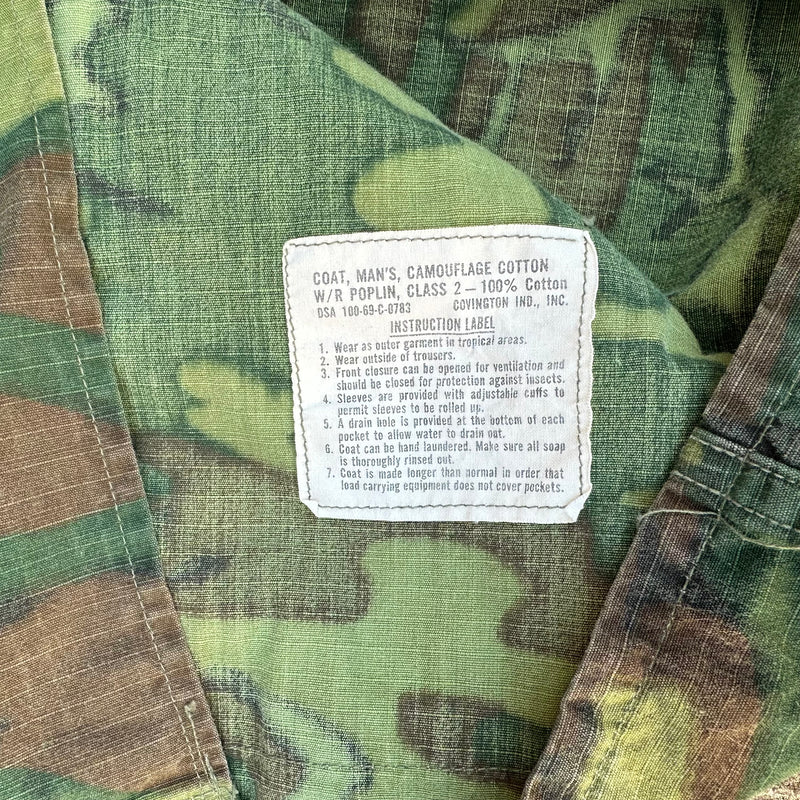 COAT, MAN'S, CAMOUFLAGE COTTON
W/R POPLIN, CLASS 2 – 100% Cotton
DSA 100-69-C-0783 COVINGTON IND., INC.
INSTRUCTION LABEL
1. Wear as outer garment in tropical areas.
2. Wear outside of trousers.
3. Front closure can be opened for ventilation and
should be closed for protection against insects.
4. Sleeves are provided with adjustable cuffs to
permit sleeves to be rolled up.
5. A drain hole is provided at the bottom of each
pocket to allow water to drain out.
6. Coat can be hand laundered. Make sure all soap
is thoroughly rinsed out.
7. Coat is made longer than normal in order that
load carrying equipment does not cover pockets.